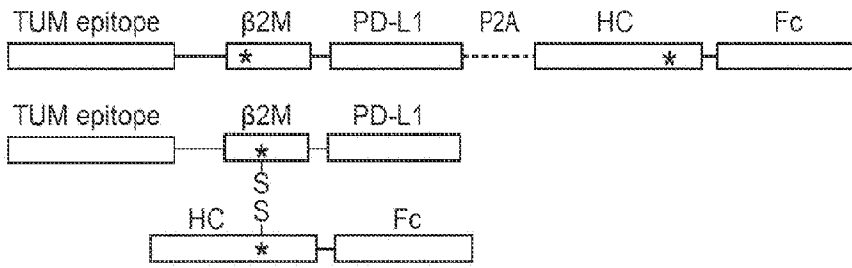 TUM epitope β2M PD-L1 P2A HC Fc
* *
TUM epitope β2M PD-L1
*
S
S
HC Fc
*